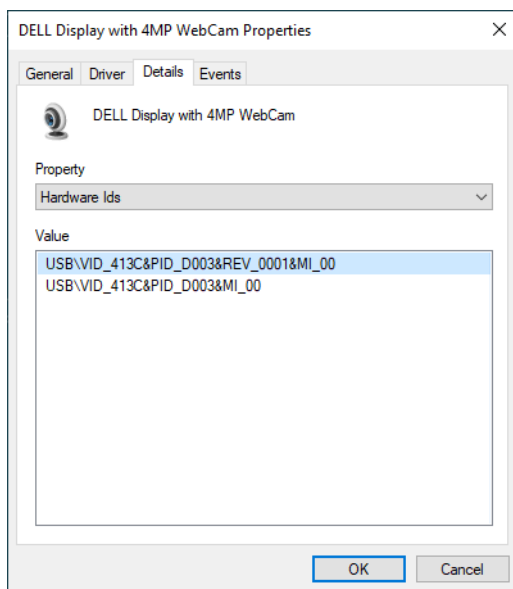 DELL Display with 4MP WebCam Properties
General Driver Details Events
DELL Display with 4MP WebCam
Property
Hardware Ids
Value
USB\VID_413C&PID_D003&REV_0001&MI_00
USB\VID_413C&PID_D003&MI_00
OK Cancel